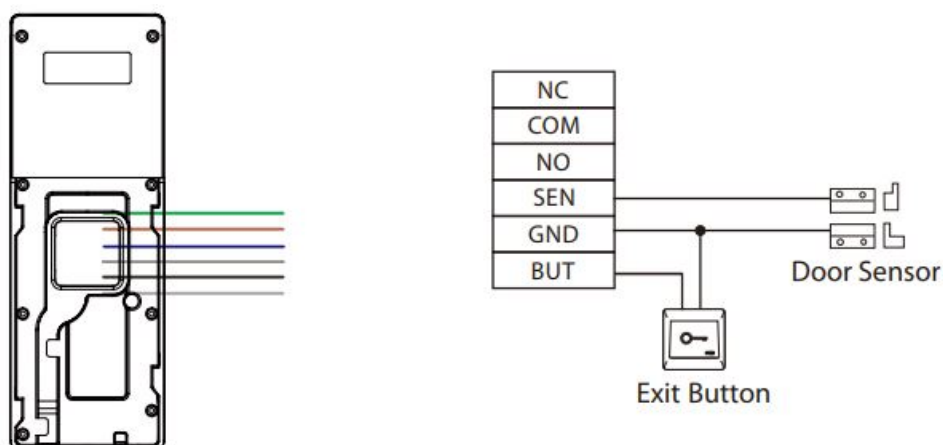 NC
COM
NO
SEN
GND
BUT
Door Sensor
Exit Button